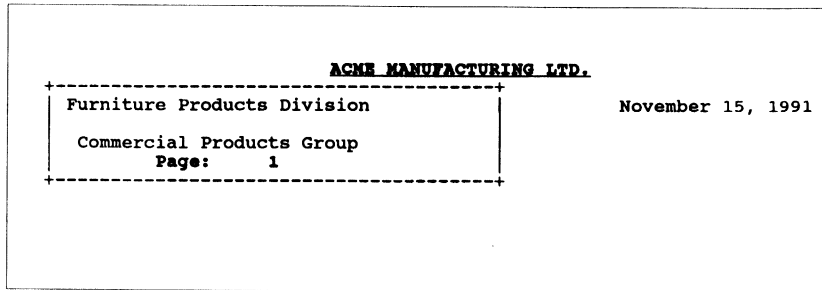 ACME MANUFACTURING LTD.
Furniture Products Division November 15, 1991
Commercial Products Group
Page: 1